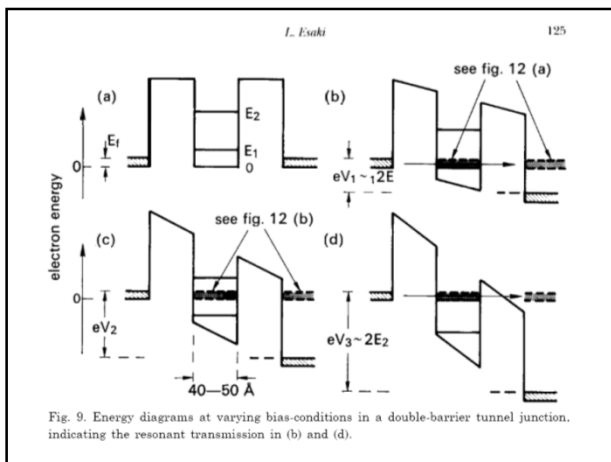 L. Esaki 125
see fig. 12 (a)
(a)
(b)
E2
Ef
E1
0
0
eV1~12E
electron energy
see fig. 12 (b)
(c)
(d)
0
eV2
eV3~2E2
40—50 Å
Fig. 9. Energy diagrams at varying bias-conditions in a double-barrier tunnel junction,
indicating the resonant transmission in (b) and (d).